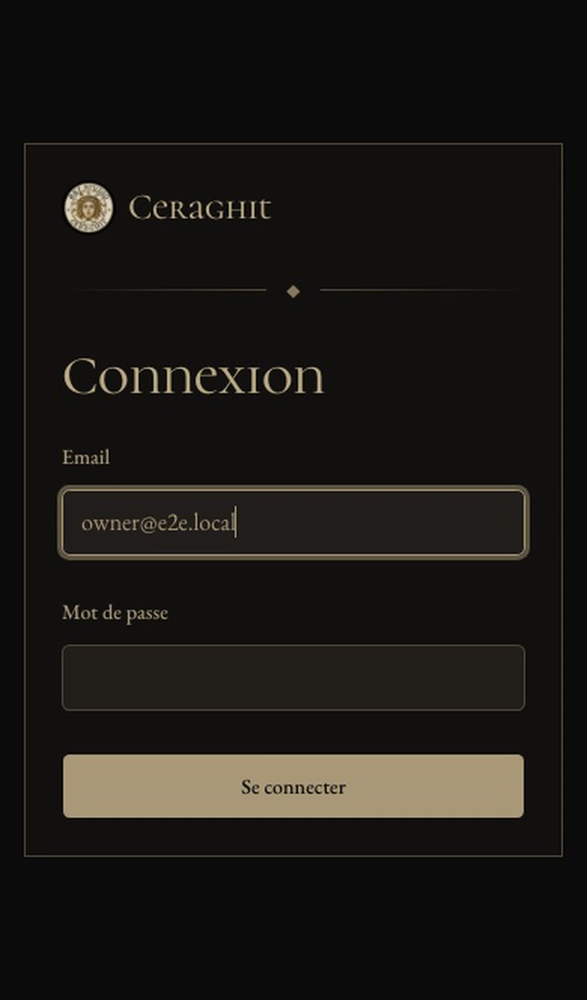 Ceraghit
Connexion
Email
owner@e2e.local
Mot de passe
Se connecter